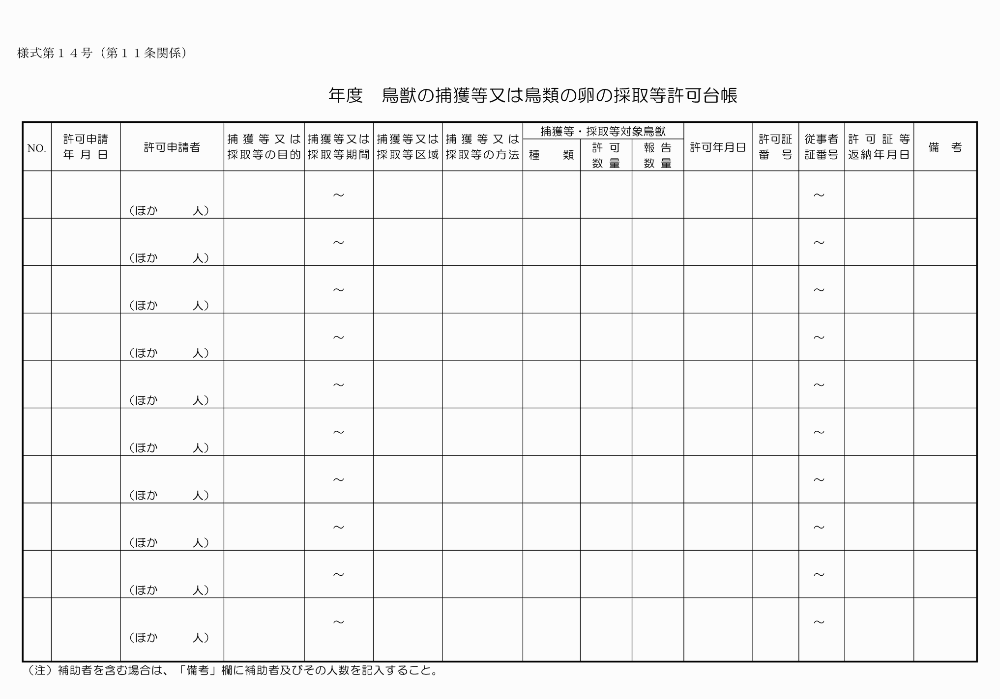 様式第１４号（第１１条関係）
年度　鳥獣の捕獲等又は鳥類の卵の採取等許可台帳
NO.
許可申請
年 月 日
許可申請者
捕獲等又は
採取等の目的
捕獲等又は
採取等期間
捕獲等又は
採取等区域
捕獲等又は
採取等の方法
捕獲等・採取等対象鳥獣
種　　類
許 可
数 量
報 告
数 量
許可年月日
許可証
番　号
従事者
証番号
許可証等
返納年月日
備　考
（ほか　　　人）
～
～
（ほか　　　人）
～
～
（ほか　　　人）
～
～
（ほか　　　人）
～
～
（ほか　　　人）
～
～
（ほか　　　人）
～
～
（ほか　　　人）
～
～
（ほか　　　人）
～
～
（ほか　　　人）
～
～
（ほか　　　人）
～
～
（注）補助者を含む場合は、「備考」欄に補助者及びその人数を記入すること。